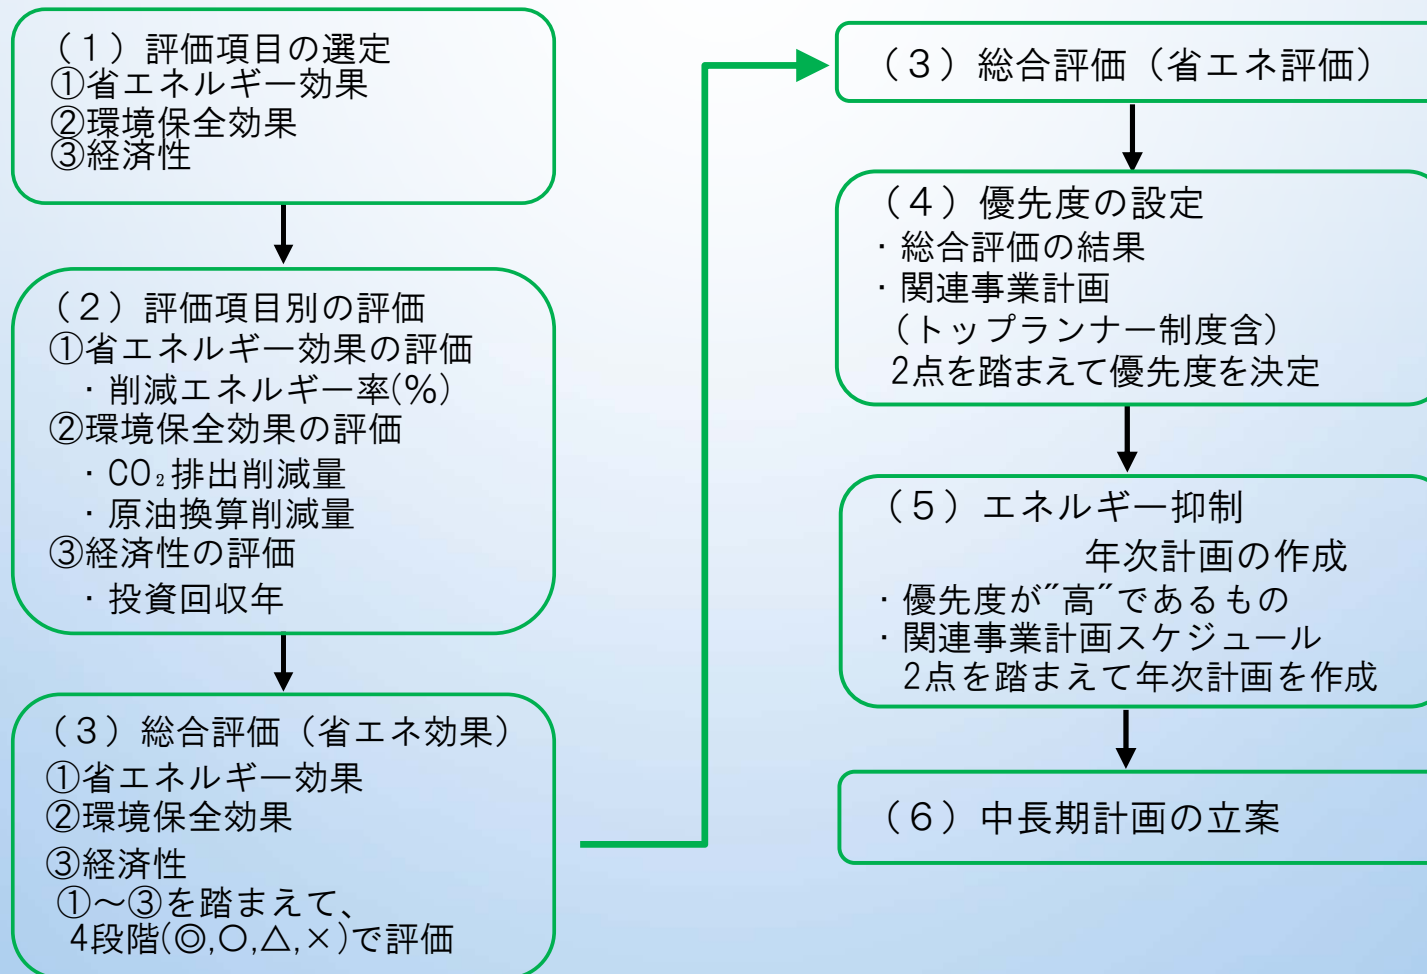 (1)評価項目の選定
①省エネルギー効果
②環境保全効果
③経済性
(2)評価項目別の評価
①省エネルギー効果の評価
・削減エネルギー率(%)
②環境保全効果の評価
・CO₂排出削減量
・原油換算削減量
③経済性の評価
・投資回収年
(3)総合評価(省エネ効果)
①省エネルギー効果
②環境保全効果
③経済性
①～③を踏まえて、
4段階(◎,○,△,×)で評価
(3)総合評価(省エネ評価)
(4)優先度の設定
・総合評価の結果
・関連事業計画
(トップランナー制度含)
2点を踏まえて優先度を決定
(5)エネルギー抑制
年次計画の作成
・優先度が″高″であるもの
・関連事業計画スケジュール
2点を踏まえて年次計画を作成
(6)中長期計画の立案